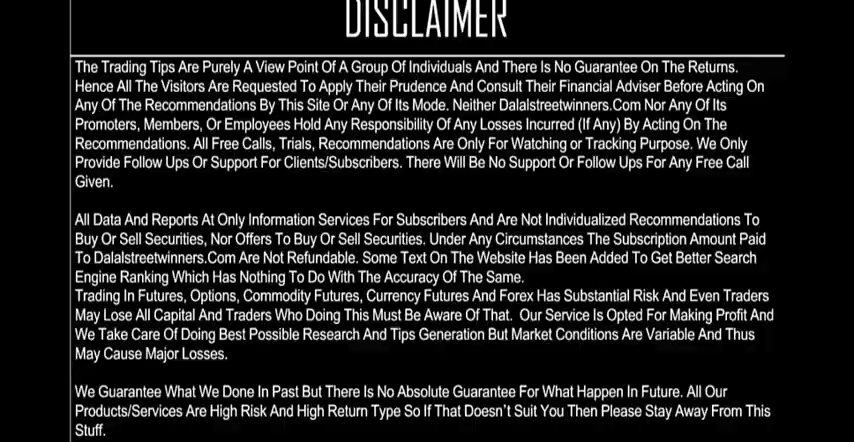 DISCLAIMER
The Trading Tips Are Purely A View Point Of A Group Of Individuals And There Is No Guarantee On The Returns.
Hence All The Visitors Are Requested To Apply Their Prudence And Consult Their Financial Adviser Before Acting On
Any Of The Recommendations By This Site Or Any Of Its Mode. Neither Dalalstreetwinners.Com Nor Any Of Its
Promoters, Members, Or Employees Hold Any Responsibility Of Any Losses Incurred (If Any) By Acting On The
Recommendations. All Free Calls, Trials, Recommendations Are Only For Watching or Tracking Purpose. We Only
Provide Follow Ups Or Support For Clients/Subscribers. There Will Be No Support Or Follow Ups For Any Free Call
Given.
All Data And Reports At Only Information Services For Subscribers And Are Not Individualized Recommendations To
Buy Or Sell Securities, Nor Offers To Buy Or Sell Securities. Under Any Circumstances The Subscription Amount Paid
To Dalalstreetwinners.Com Are Not Refundable. Some Text On The Website Has Been Added To Get Better Search
Engine Ranking Which Has Nothing To Do With The Accuracy Of The Same.
Trading In Futures, Options, Commodity Futures, Currency Futures And Forex Has Substantial Risk And Even Traders
May Lose All Capital And Traders Who Doing This Must Be Aware Of That. Our Service Is Opted For Making Profit And
We Take Care Of Doing Best Possible Research And Tips Generation But Market Conditions Are Variable And Thus
May Cause Major Losses.
We Guarantee What We Done In Past But There Is No Absolute Guarantee For What Happen In Future. All Our
Products/Services Are High Risk And High Return Type So If That Doesn't Suit You Then Please Stay Away From This
Stuff.